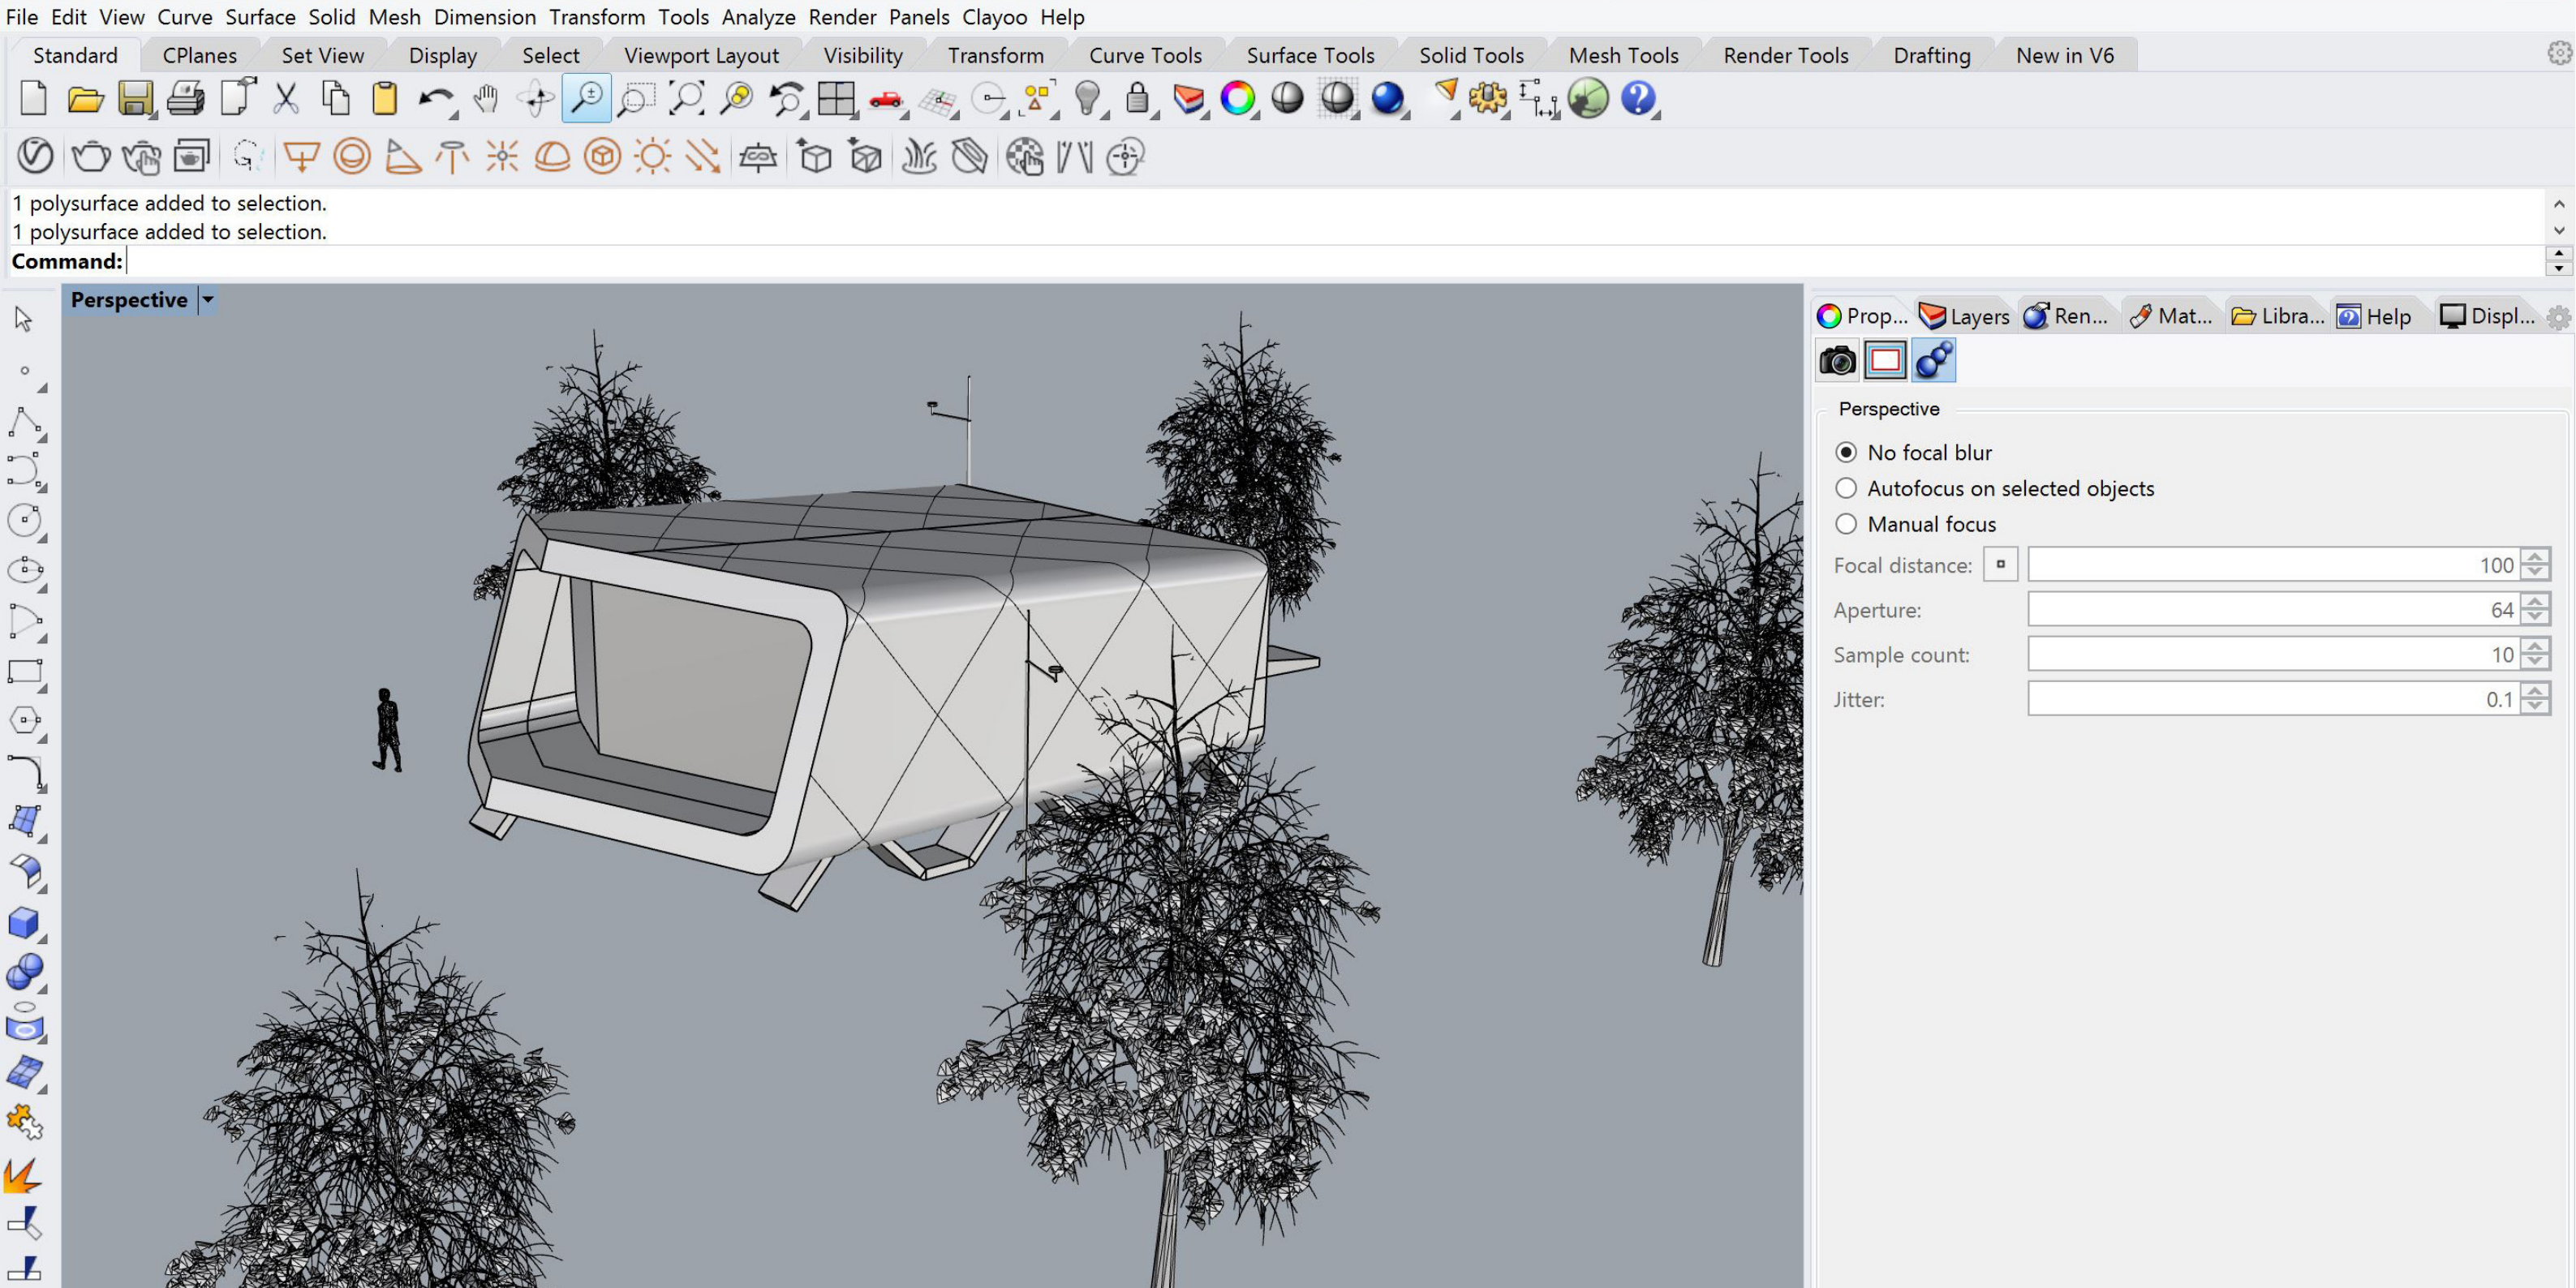 File Edit View Curve Surface Solid Mesh Dimension Transform Tools Analyze Render Panels Clayoo Help
Standard CPlanes Set View Display Select Viewport Layout Visibility Transform Curve Tools Surface Tools Solid Tools Mesh Tools Render Tools Drafting New in V6
1 polysurface added to selection.
1 polysurface added to selection.
Command:
Perspective
Prop... Layers Ren... Mat... Libra... Help Displ...
Perspective
No focal blur
Autofocus on selected objects
Manual focus
Focal distance: 100
Aperture: 64
Sample count: 10
Jitter: 0.1